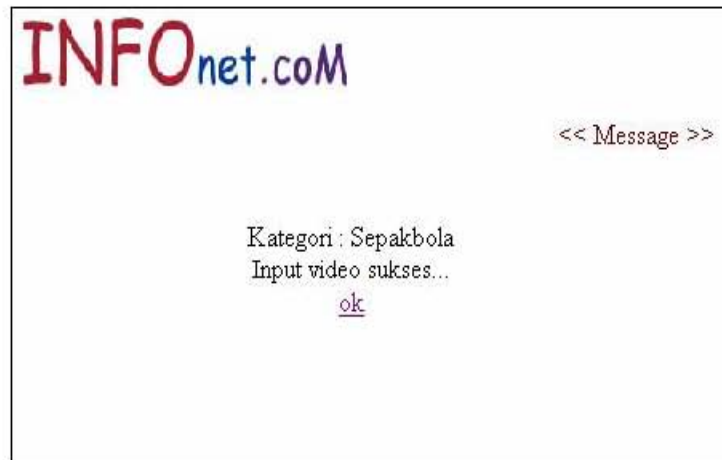 INFOnet.coM
<< Message >>
Kategori : Sepakbola
Input video sukses...
ok